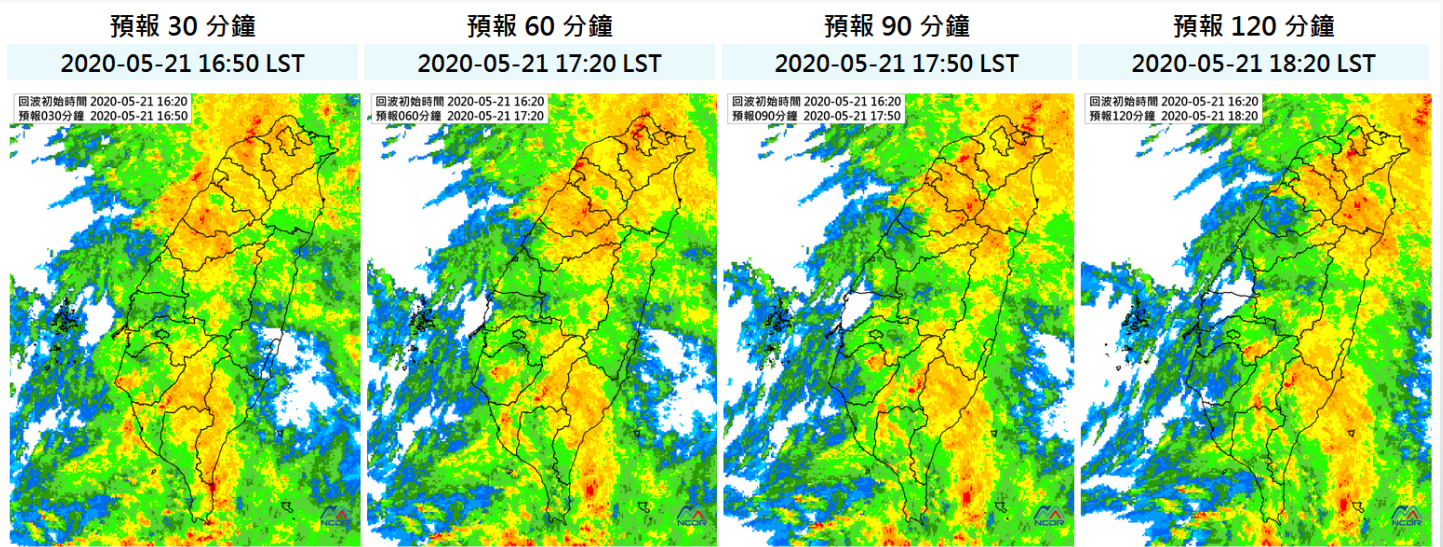 預報 30 分鐘
2020-05-21 16:50 LST
回波初始時間 2020-05-21 16:20
預報030分鐘 2020-05-21 16:50
NCDR
預報 60 分鐘
2020-05-21 17:20 LST
回波初始時間 2020-05-21 16:20
預報060分鐘 2020-05-21 17:20
NCDR
預報 90 分鐘
2020-05-21 17:50 LST
回波初始時間 2020-05-21 16:20
預報090分鐘 2020-05-21 17:50
NCDR
預報 120 分鐘
2020-05-21 18:20 LST
回波初始時間 2020-05-21 16:20
預報120分鐘 2020-05-21 18:20
NCDR